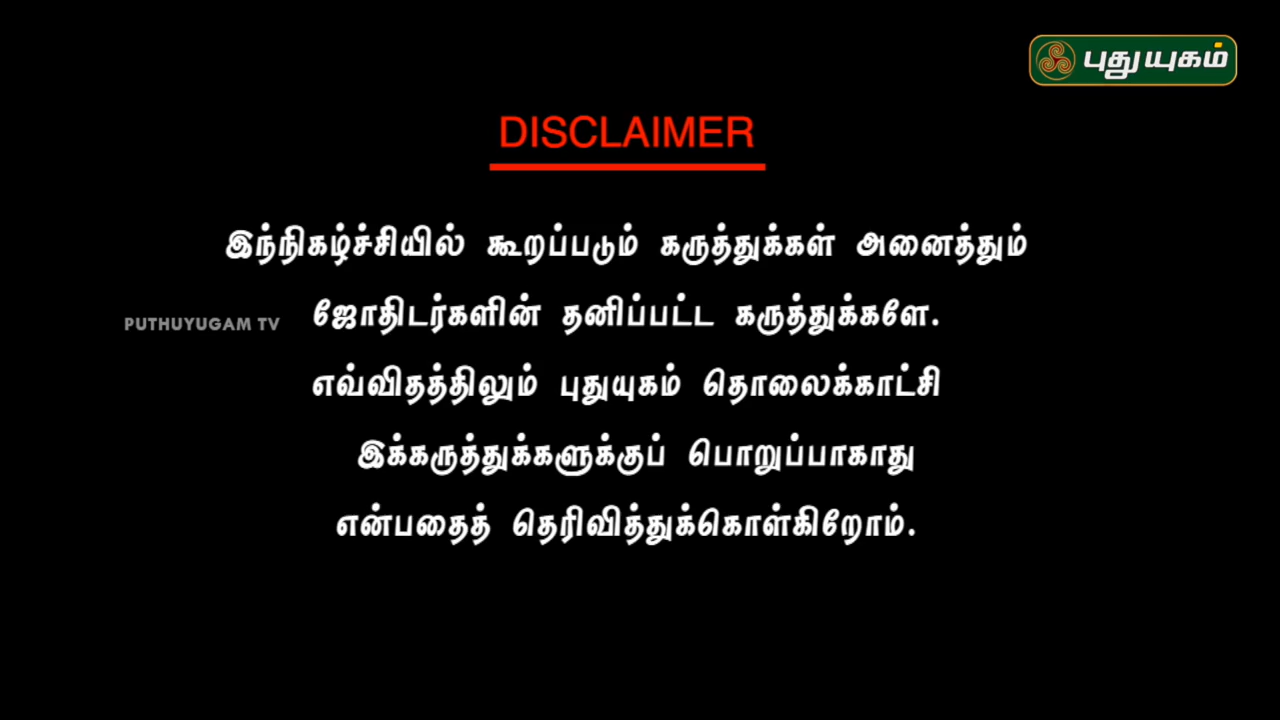 புதுயுகம்
DISCLAIMER
இந்நிகழ்ச்சியில் கூறப்படும் கருத்துக்கள் அனைத்தும்
PUTHUYUGAM TV
ஜோதிடர்களின் தனிப்பட்ட கருத்துக்களே.
எவ்விதத்திலும் புதுயுகம் தொலைக்காட்சி
இக்கருத்துக்களுக்குப் பொறுப்பாகாது
என்பதைத் தெரிவித்துக்கொள்கிறோம்.